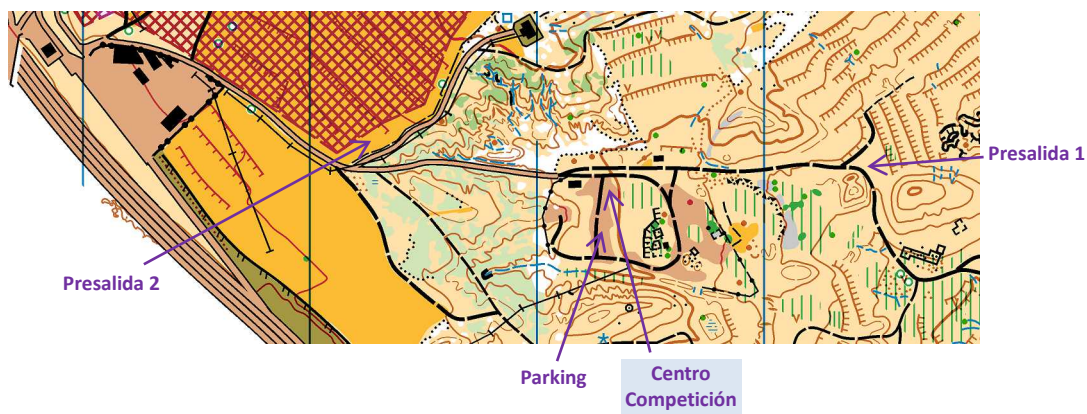 Presalida 1
Presalida 2
Parking
Centro
Competición